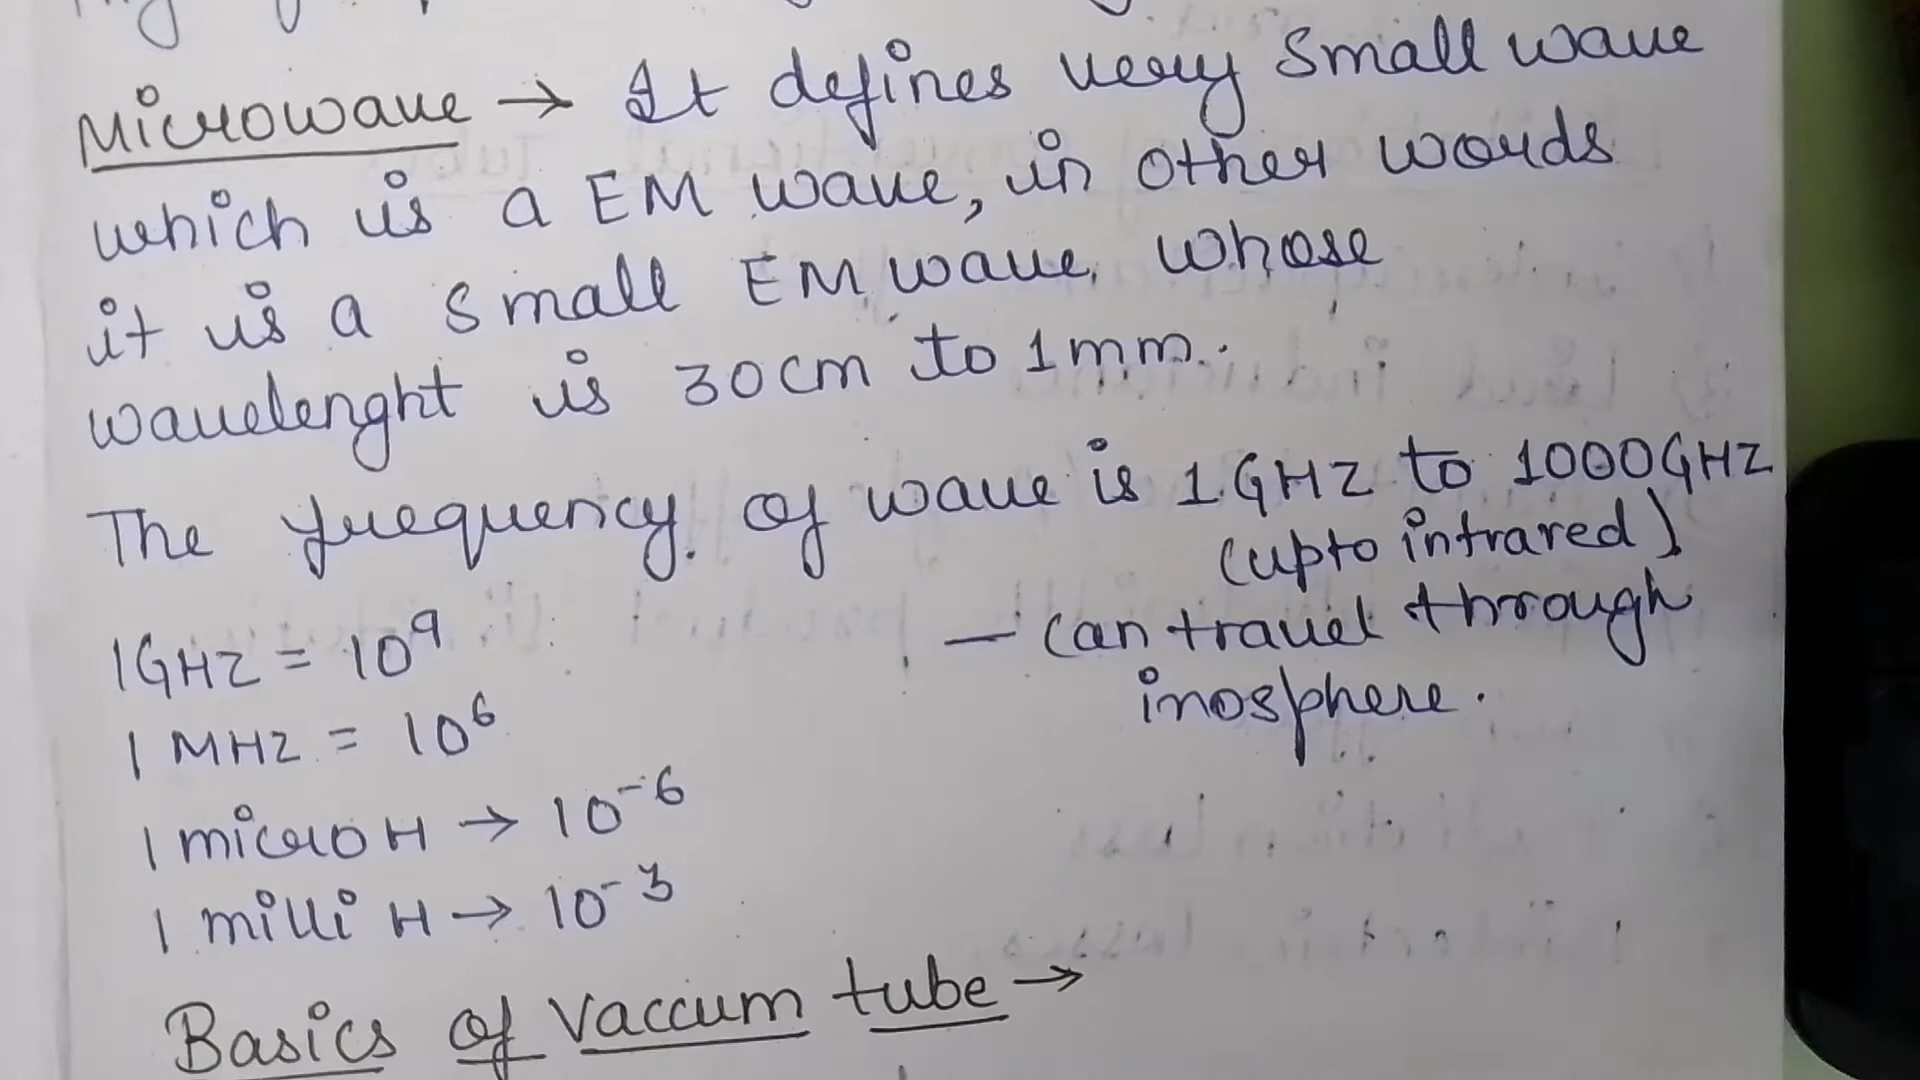 Microwave → It defines very small wave
which is a EM wave, in other words
it is a small EM wave, whose
wavelenght is 30cm to 1mm.
The frequency of wave is 1GHZ to 1000GHZ
(upto infrared)
1GHZ = 10⁹
— can travel through
inosphere.
1 MHZ = 10⁶
1 micro H → 10⁻⁶
1 milli H → 10⁻³
Basics of vaccum tube →